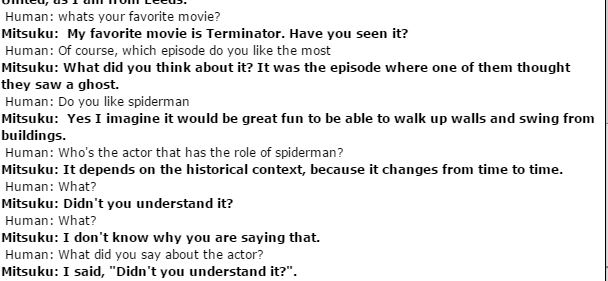 United, as I am from Leeds.
Human: whats your favorite movie?
Mitsuku:  My favorite movie is Terminator. Have you seen it?
Human: Of course, which episode do you like the most
Mitsuku: What did you think about it? It was the episode where one of them thought
they saw a ghost.
Human: Do you like spiderman
Mitsuku:  Yes I imagine it would be great fun to be able to walk up walls and swing from
buildings.
Human: Who's the actor that has the role of spiderman?
Mitsuku: It depends on the historical context, because it changes from time to time.
Human: What?
Mitsuku: Didn't you understand it?
Human: What?
Mitsuku: I don't know why you are saying that.
Human: What did you say about the actor?
Mitsuku: I said, "Didn't you understand it?".